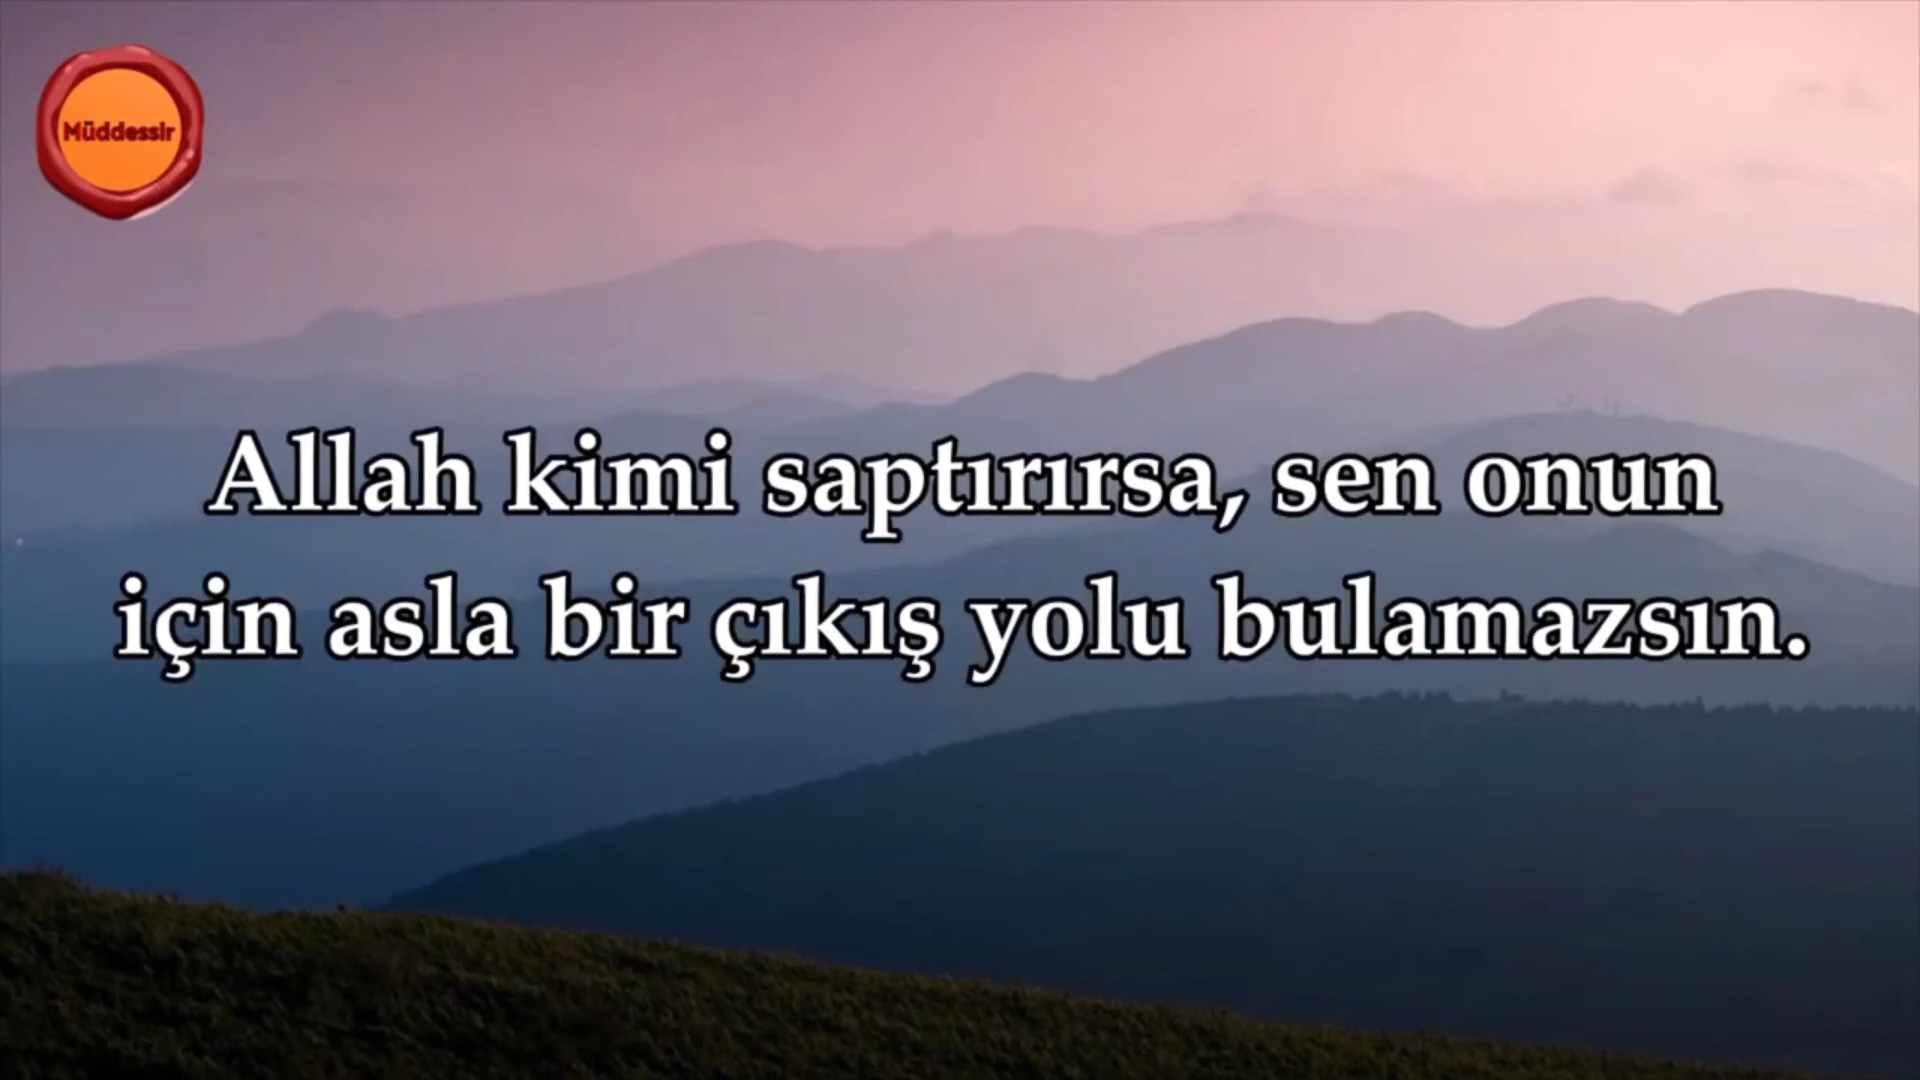 Müddessir
Allah kimi saptırırsa, sen onun
için asla bir çıkış yolu bulamazsın.